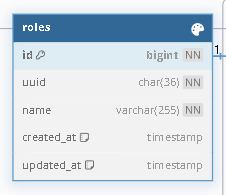 roles
id bigint NN
1
uuid char(36) NN
name varchar(255) NN
created_at timestamp
updated_at timestamp